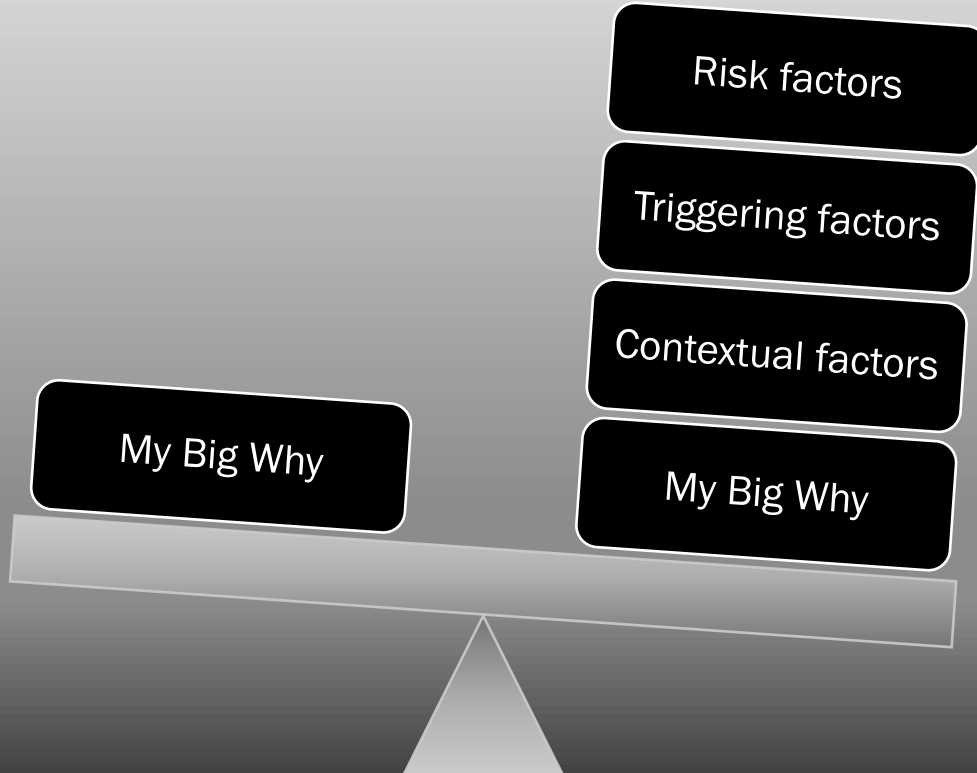 Risk factors
Triggering factors
Contextual factors
My Big Why
My Big Why